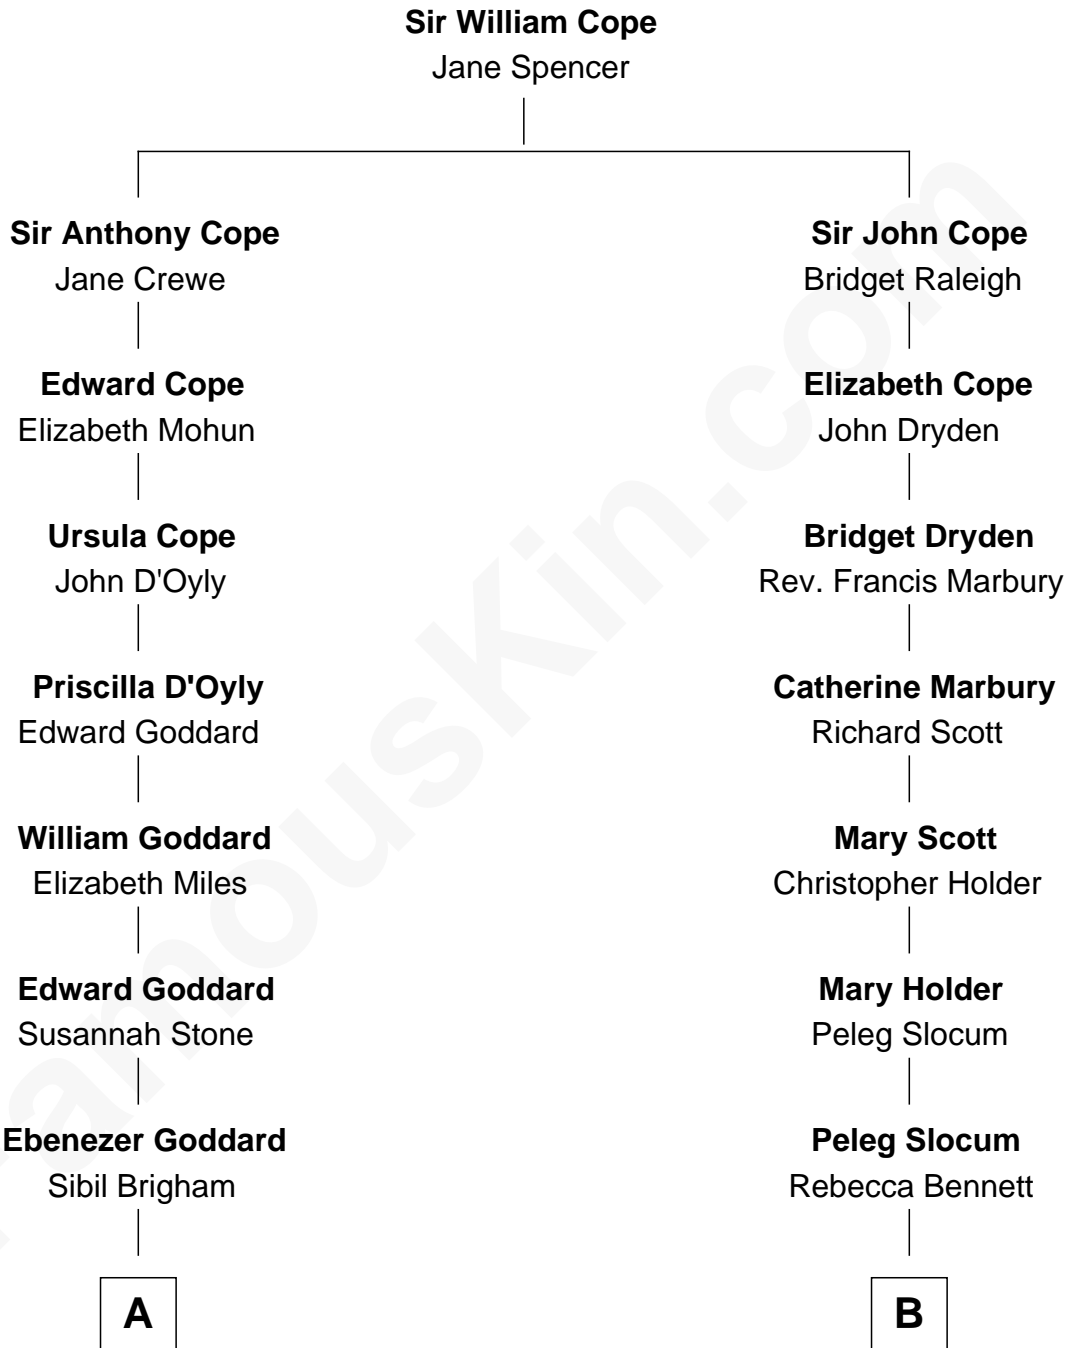 Sir William Cope
Jane Spencer
Sir Anthony Cope
Jane Crewe
Sir John Cope
Bridget Raleigh
Edward Cope
Elizabeth Mohun
Elizabeth Cope
John Dryden
Ursula Cope
John D'Oyly
Bridget Dryden
Rev. Francis Marbury
Priscilla D'Oyly
Edward Goddard
Catherine Marbury
Richard Scott
William Goddard
Elizabeth Miles
Mary Scott
Christopher Holder
Edward Goddard
Susannah Stone
Mary Holder
Peleg Slocum
Ebenezer Goddard
Sibil Brigham
Peleg Slocum
Rebecca Bennett
A
B
FamousKin.com